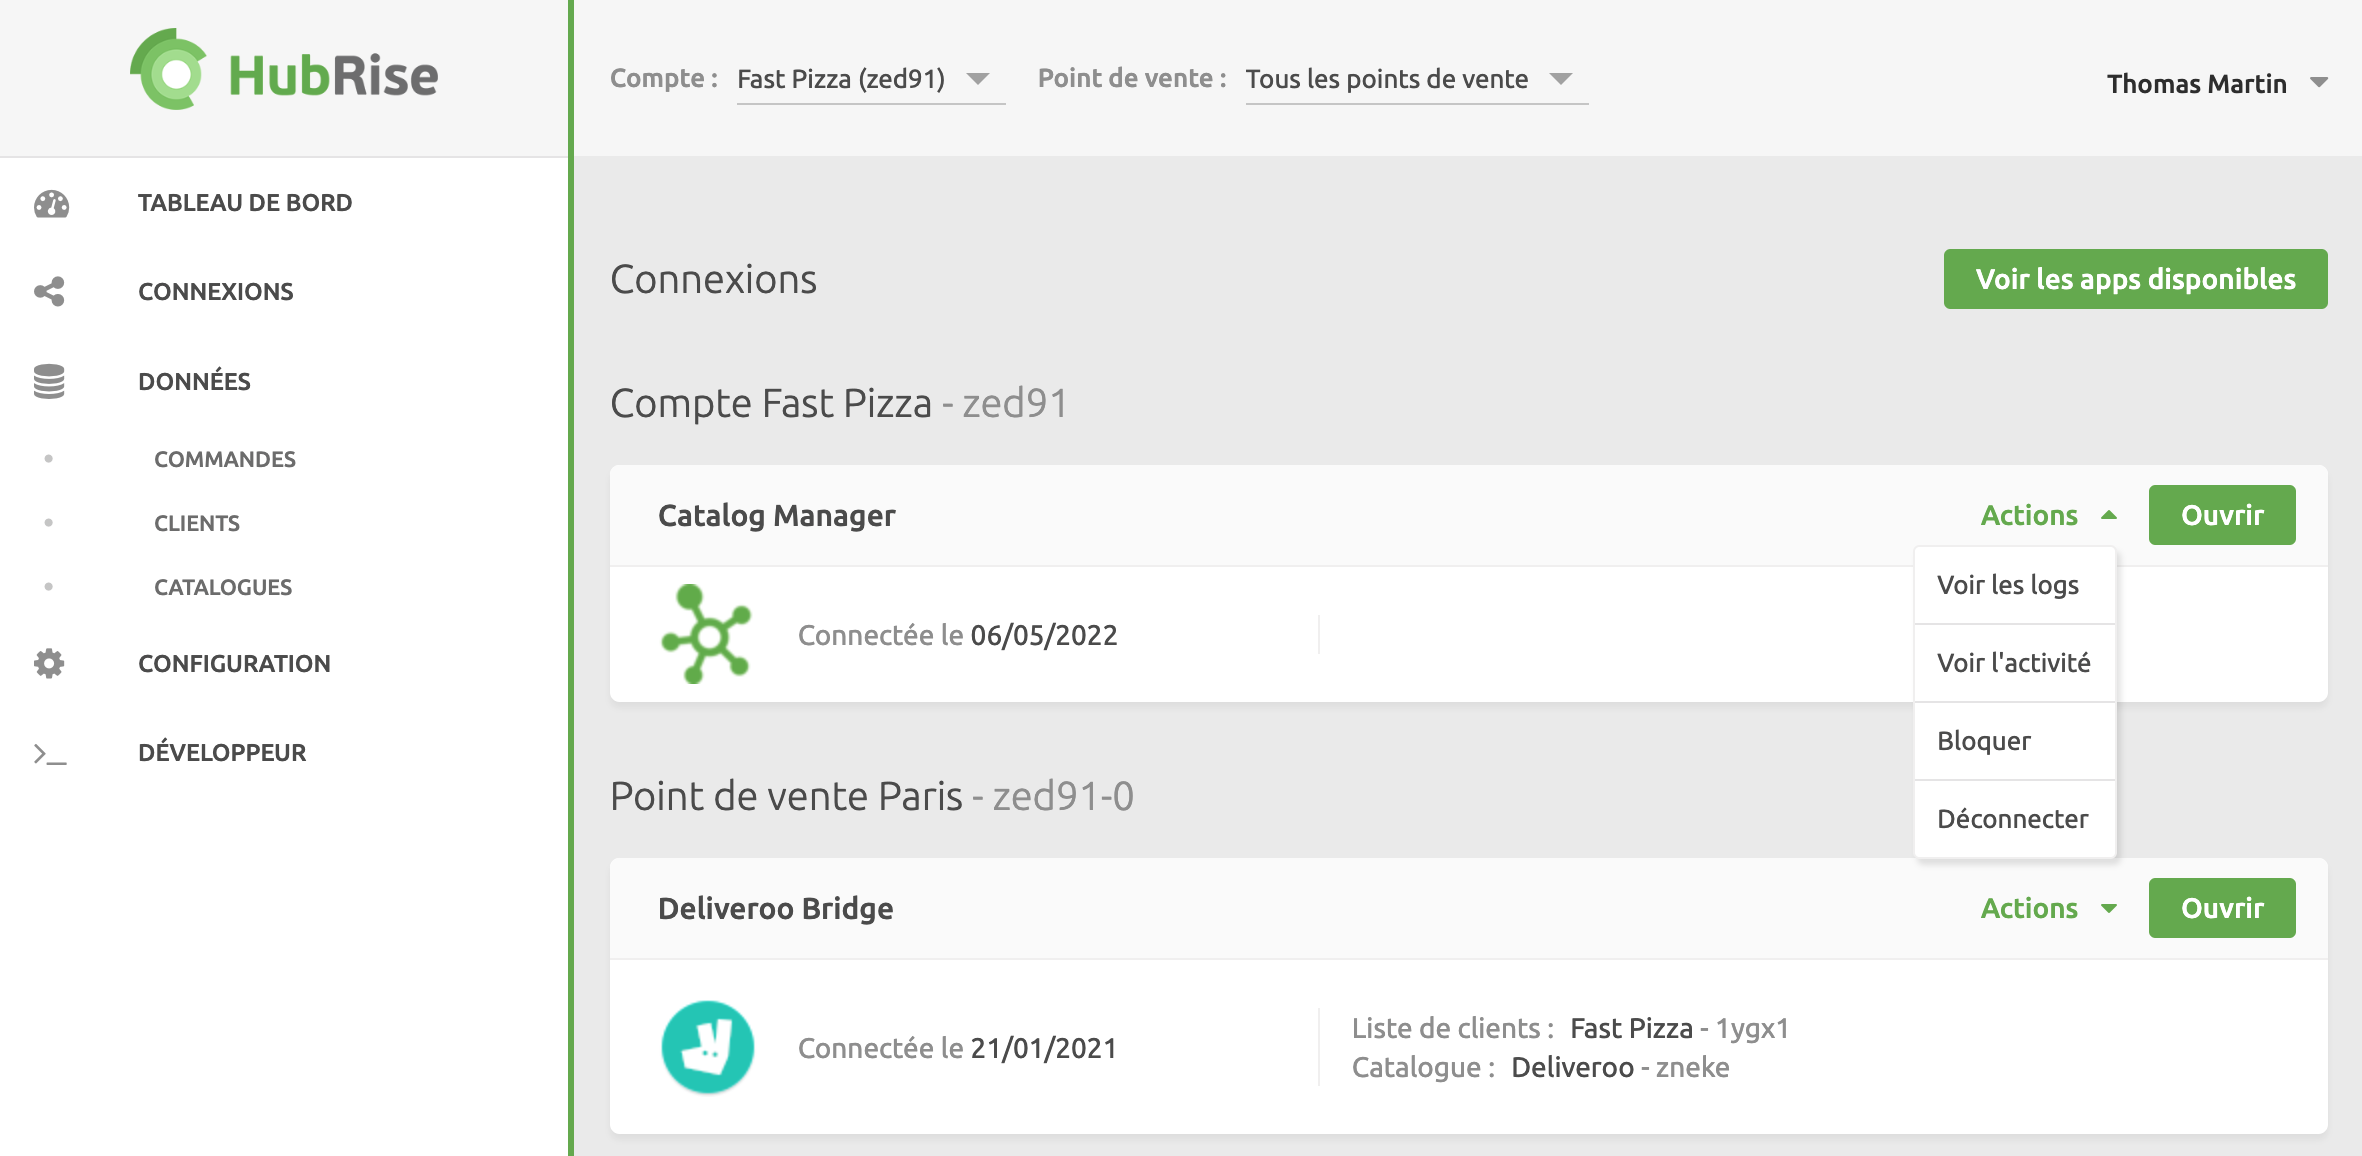 HubRise
Compte : Fast Pizza (zed91) Point de vente : Tous les points de vente
Thomas Martin
TABLEAU DE BORD
CONNEXIONS
DONNÉES
COMMANDES
CLIENTS
CATALOGUES
CONFIGURATION
>_ DÉVELOPPEUR
Connexions
Voir les apps disponibles
Compte Fast Pizza - zed91
Catalog Manager
Actions
Ouvrir
Connectée le 06/05/2022
Voir les logs
Voir l'activité
Bloquer
Déconnecter
Point de vente Paris - zed91-0
Deliveroo Bridge
Actions
Ouvrir
Connectée le 21/01/2021
Liste de clients : Fast Pizza - 1ygx1
Catalogue : Deliveroo - zneke